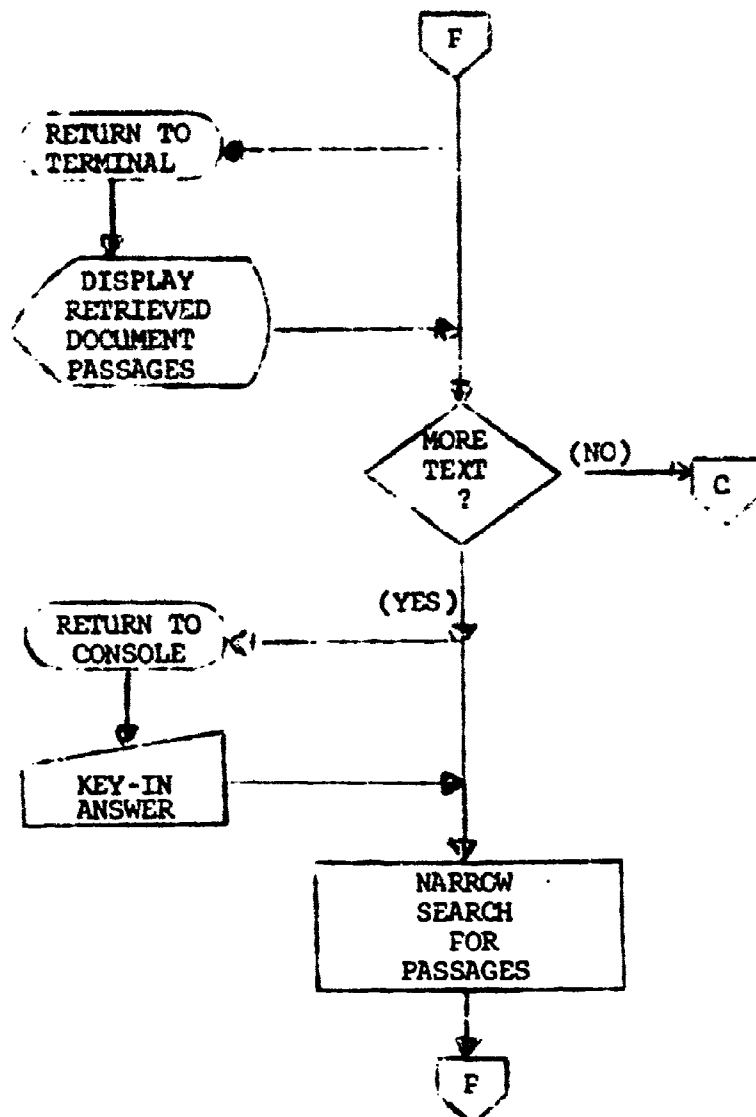 F
RETURN TO
TERMINAL
DISPLAY
RETRIEVED
DOCUMENT
PASSAGES
MORE
TEXT
?
(NO)
C
(YES)
RETURN TO
CONSOLE
KEY-IN
ANSWER
NARROW
SEARCH
FOR
PASSAGES
F